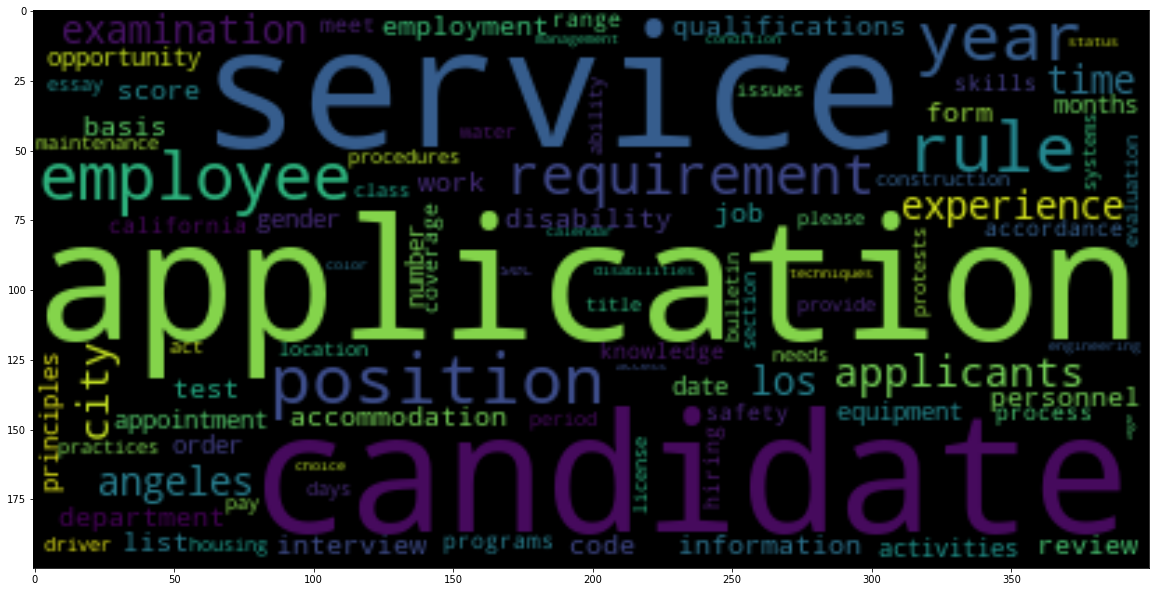 0
25
50
75
100
125
150
175
0 50 100 150 200 250 300 350
examination meet employment range qualifications year status
management condition
opportunity service time
essay score ability issues skills months
basis water form
maintenance rule systems
employee procedures requirement construction evaluation
class work
california gender coverage disability job please experience
calendar accordance
application
number color disabilities techniques protests
title bulletin section provide
city act location knowledge needs engineering
principles test position access date los applicants
personnel
appointment accommodation period safety equipment process
practices order candidate
angeles choice days license hiring
department pay
driver list housing interview programs code information activities review